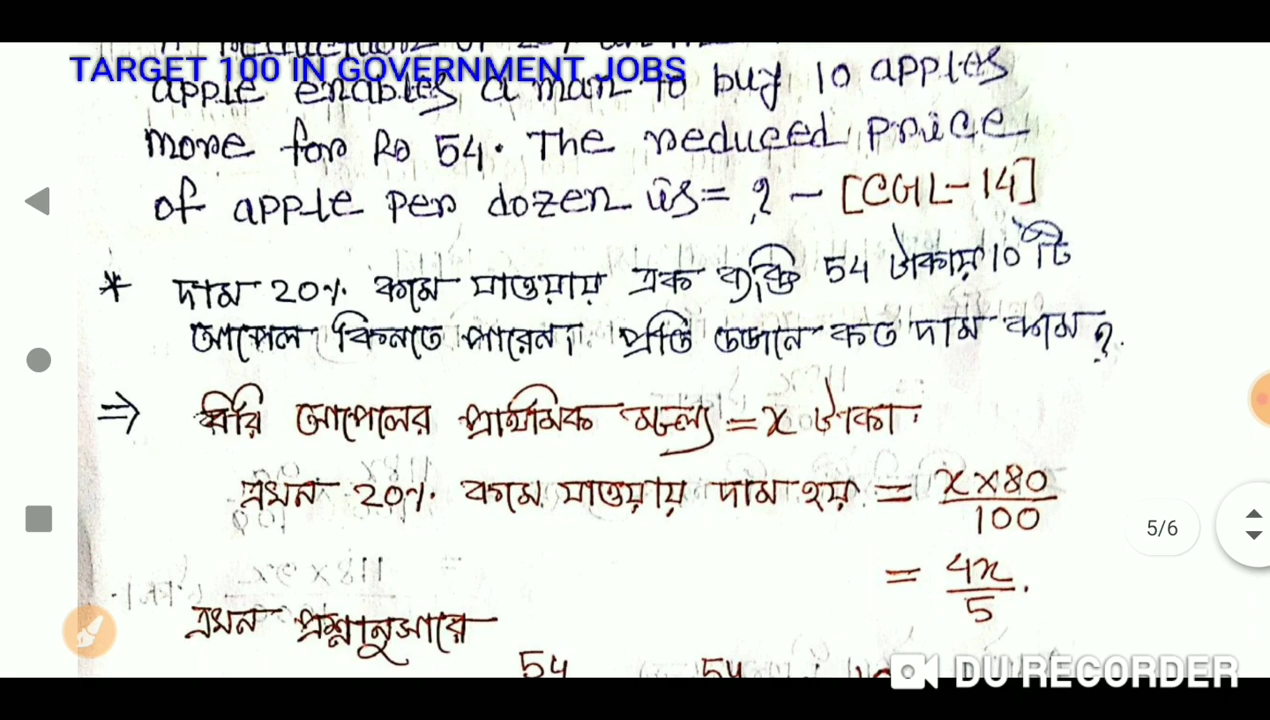 TARGET 100 IN GOVERNMENT JOBS
apple enables a man to buy 10 apples
more for Rs 54. The reduced price
of apple per dozen is = ? - [CGL-14]
* দাম 20% কমে যাওয়ায় এক ব্যক্তি 54 টাকায় 10 টি
আপেল কিনতে পারেন। প্রতি ডজনে কত দাম কমে ?
⇒ ধরি আপেলের প্রাথমিক মূল্য = x টাকা
এখন 20% কমে যাওয়ায় দাম হয় = x×80/100
= 4x/5.
এখন প্রশ্নানুসারে
54 54
5/6
DU RECORDER